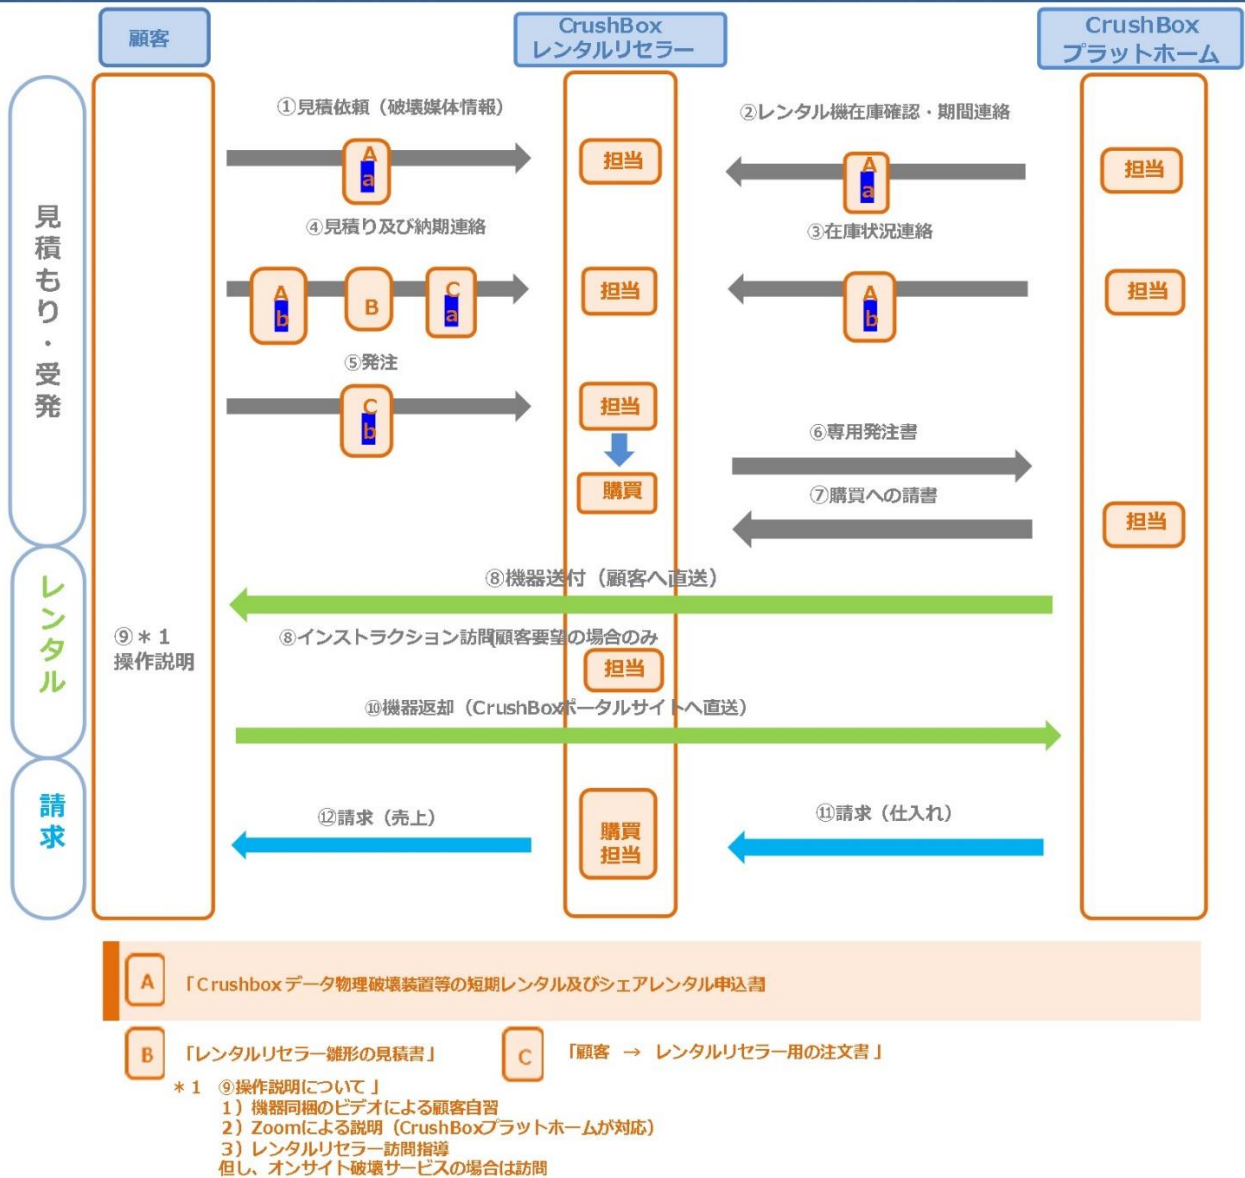 顧客
CrushBox
レンタルリセラー
CrushBox
プラットホーム
見積もり・受発
①見積依頼（破壊媒体情報）
②レンタル機在庫確認・期間連絡
A
a
担当
A
a
担当
④見積り及び納期連絡
③在庫状況連絡
A
b
B
C
a
担当
A
b
担当
⑤発注
C
b
担当
⑥専用発注書
購買
⑦購買への請書
担当
レンタル
⑧機器送付（顧客へ直送）
⑨＊１
操作説明
⑧インストラクション訪問(顧客要望の場合のみ
担当
⑩機器返却（CrushBoxポータルサイトへ直送）
請求
⑫請求（売上）
購買
担当
⑪請求（仕入れ）
A 「Crushboxデータ物理破壊装置等の短期レンタル及びシェアレンタル申込書
B 「レンタルリセラー雛形の見積書」 C 「顧客 → レンタルリセラー用の注文書」
＊１ ⑨操作説明について」
１）機器同梱のビデオによる顧客自習
２）Zoomによる説明（CrushBoxプラットホームが対応）
３）レンタルリセラー訪問指導
但し、オンサイト破壊サービスの場合は訪問